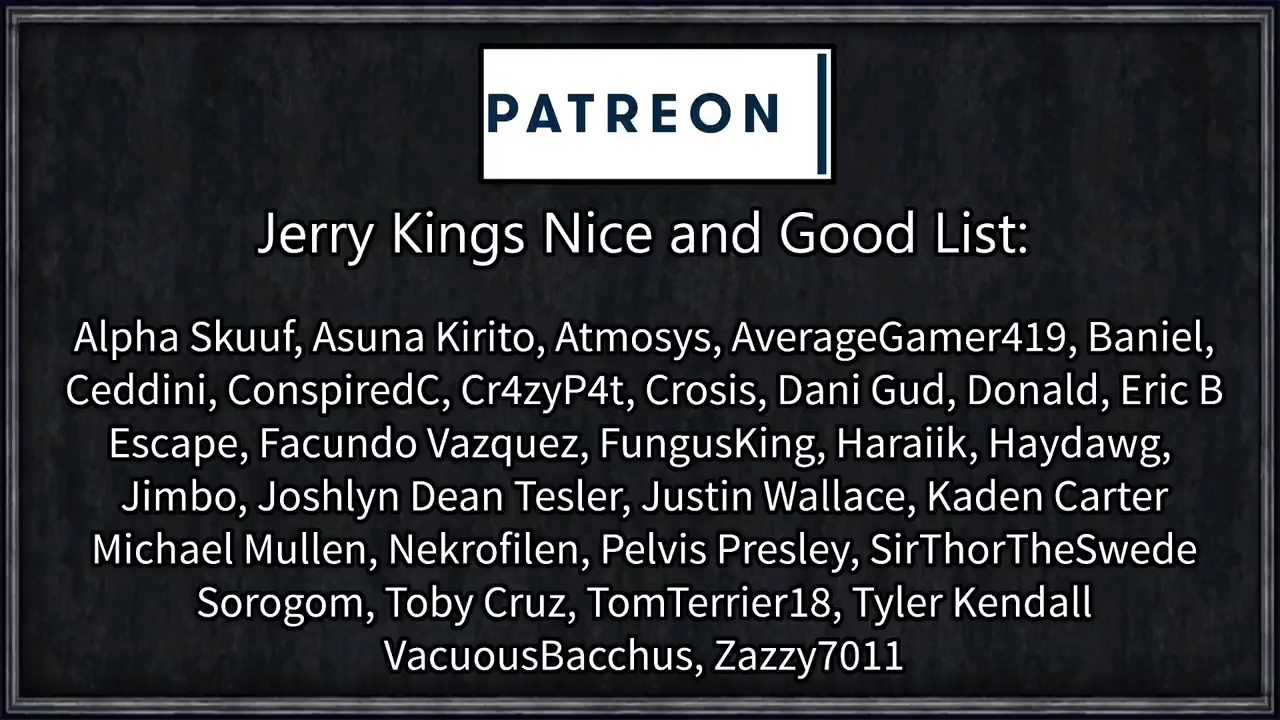 PATREON
Jerry Kings Nice and Good List:
Alpha Skuuf, Asuna Kirito, Atmosys, AverageGamer419, Baniel,
Ceddini, ConspiredC, Cr4zyP4t, Crosis, Dani Gud, Donald, Eric B
Escape, Facundo Vazquez, FungusKing, Haraiik, Haydawg,
Jimbo, Joshlyn Dean Tesler, Justin Wallace, Kaden Carter
Michael Mullen, Nekrofilen, Pelvis Presley, SirThorTheSwede
Sorogom, Toby Cruz, TomTerrier18, Tyler Kendall
VacuousBacchus, Zazzy7011